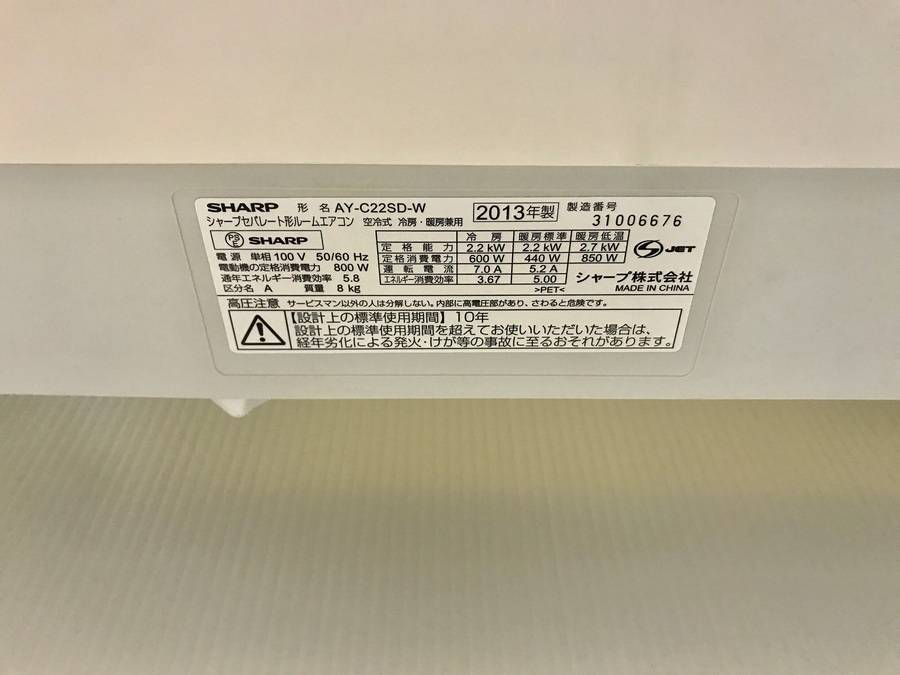 SHARP 形 名 AY-C22SD-W 2013年製 製造番号
シャープセパレート形ルームエアコン 空冷式 冷房・暖房兼用 31006676
PSE SHARP
電 源 単相100 V 50/60 Hz
電動機の定格消費電力 800 W
通年エネルギー消費効率 5.8
区分名 A 質量 8 kg
冷 房 暖房標準 暖房低温
定 格 能 力 2.2 kW 2.2 kW 2.7 kW
定格消費電力 600 W 440 W 850 W
運 転 電 流 7.0 A 5.2 A
エネルギー消費効率 3.67 5.00
>PET<
S JET
シャープ株式会社
MADE IN CHINA
高圧注意 サービスマン以外の人は分解しない。内部に高電圧部があり、さわると危険です。
【設計上の標準使用期間】10年
設計上の標準使用期間を超えてお使いいただいた場合は、
経年劣化による発火・けが等の事故に至るおそれがあります。